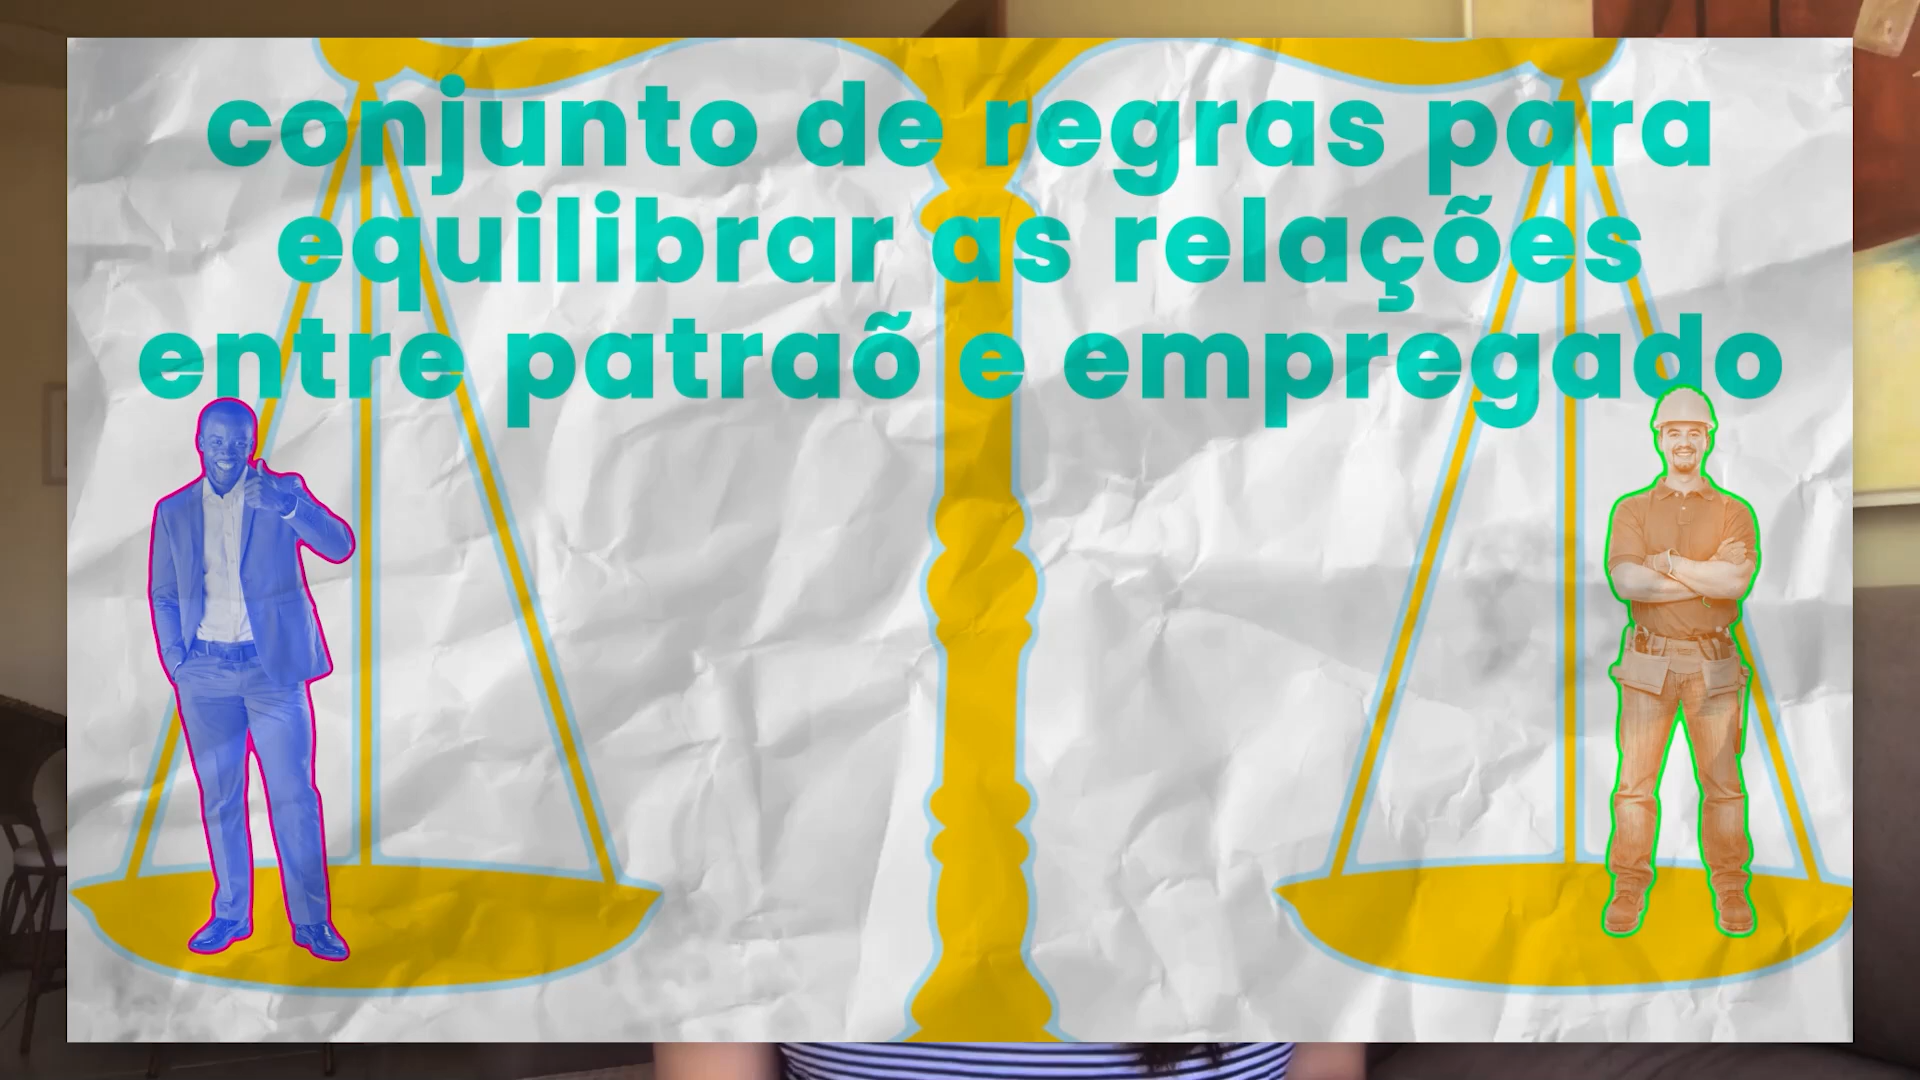 conjunto de regras para
equilibrar as relações
entre patraõ e empregado